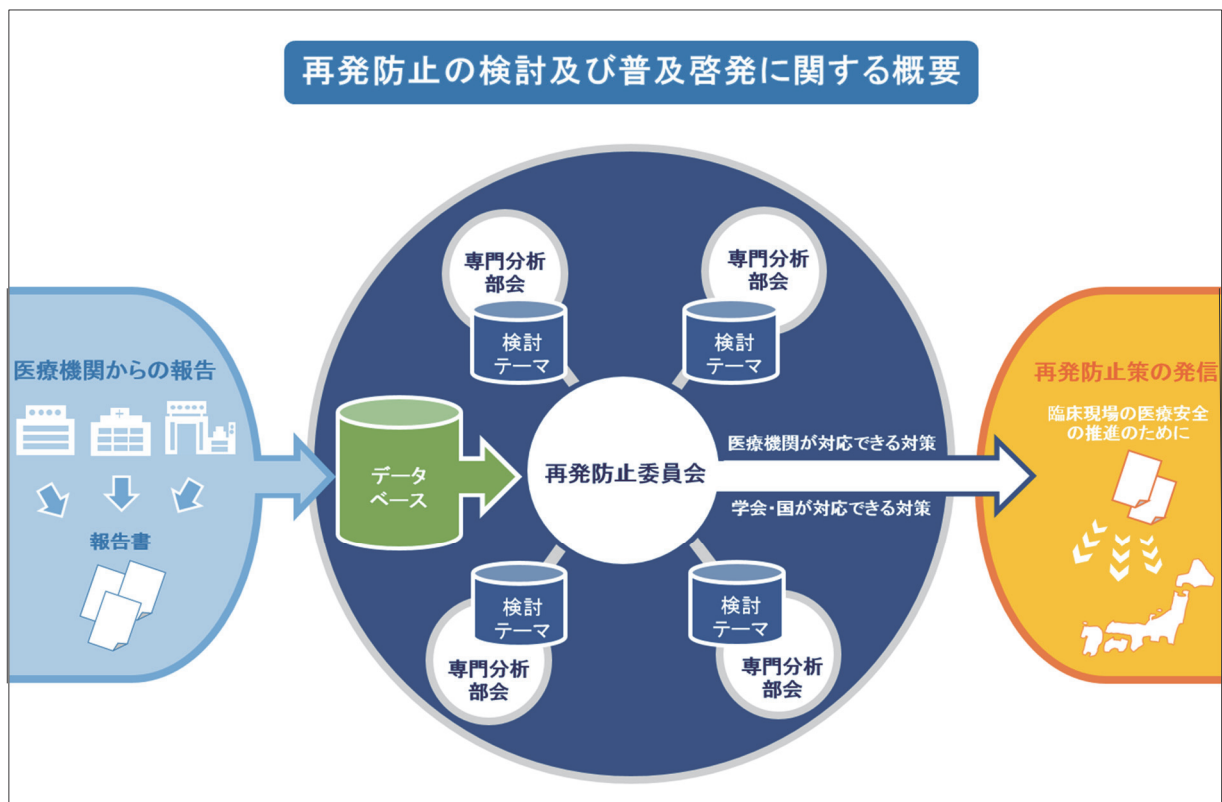 再発防止の検討及び普及啓発に関する概要
医療機関からの報告
報告書
データ
ベース
専門分析
部会
検討
テーマ
専門分析
部会
検討
テーマ
再発防止委員会
検討
テーマ
専門分析
部会
検討
テーマ
専門分析
部会
医療機関が対応できる対策
学会・国が対応できる対策
再発防止策の発信
臨床現場の医療安全
の推進のために